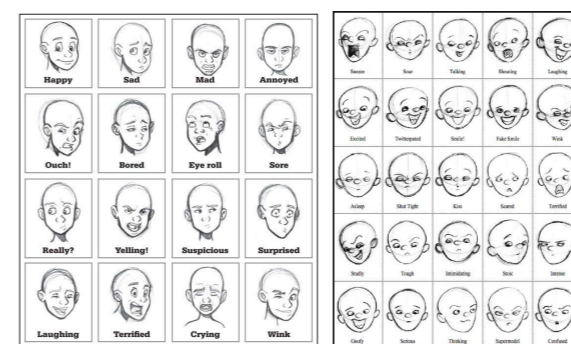 Happy Sad Mad Annoyed
Ouch! Bored Eye roll Sore
Really? Yelling! Suspicious Surprised
Laughing Terrified Crying Wink
Sneeze Sour Talking Shouting Laughing
Excited Twitterpated Smile! Fake Smile Wink
Asleep Shut Tight Kiss Scared Terrified
Study Tough Intimidating Stoic Intense
Goofy Serious Thinking Supermodel Confused